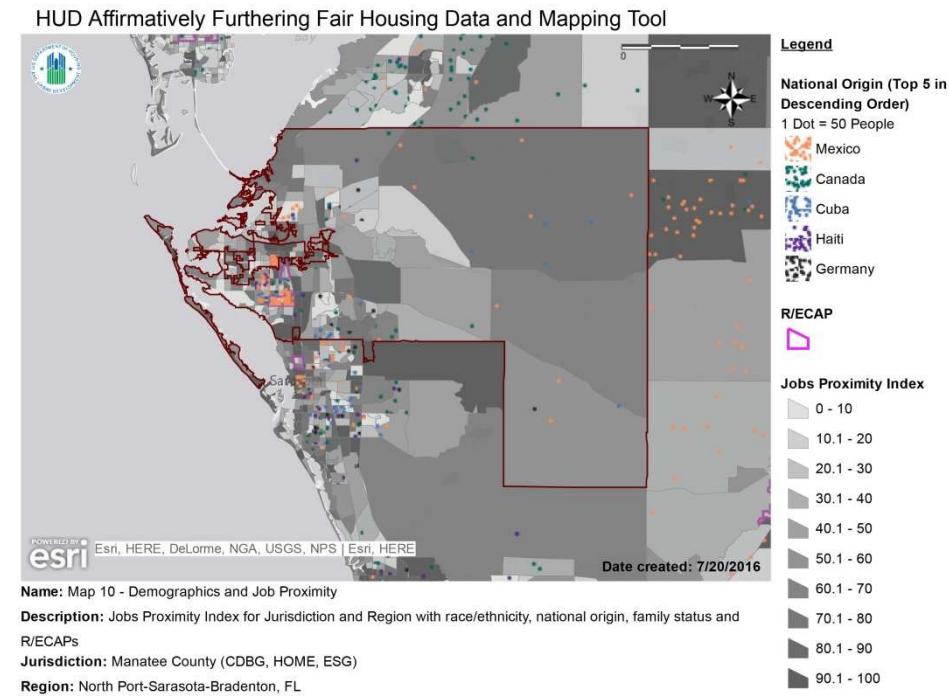 HUD Affirmatively Furthering Fair Housing Data and Mapping Tool
0
N
W E
S
Legend
National Origin (Top 5 in
Descending Order)
1 Dot = 50 People
Mexico
Canada
Cuba
Haiti
Germany
R/ECAP
Jobs Proximity Index
0 - 10
10.1 - 20
20.1 - 30
30.1 - 40
40.1 - 50
50.1 - 60
60.1 - 70
70.1 - 80
80.1 - 90
90.1 - 100
POWERED BY
esri
Esri, HERE, DeLorme, NGA, USGS, NPS | Esri, HERE
Date created: 7/20/2016
Name: Map 10 - Demographics and Job Proximity
Description: Jobs Proximity Index for Jurisdiction and Region with race/ethnicity, national origin, family status and
R/ECAPs
Jurisdiction: Manatee County (CDBG, HOME, ESG)
Region: North Port-Sarasota-Bradenton, FL